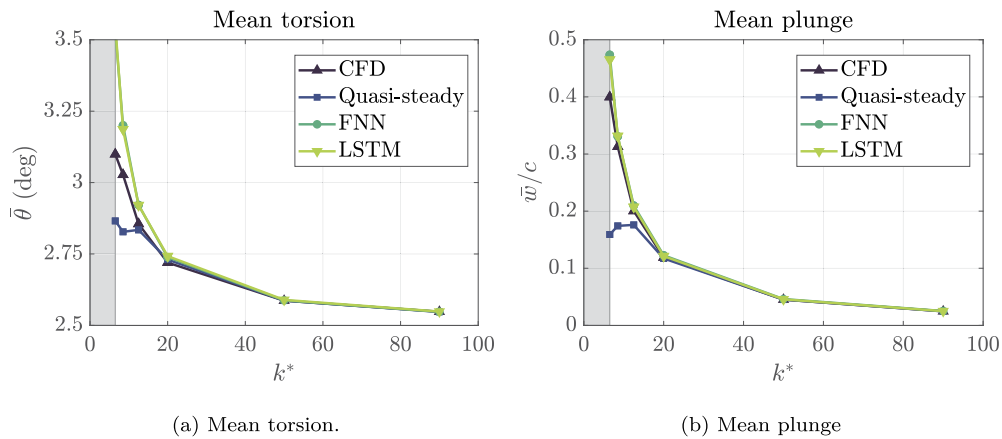 Mean torsion
3.5
3.25
3
2.75
2.5
θ̄ (deg)
0 20 40 60 80 100
k*
CFD
Quasi-steady
FNN
LSTM
(a) Mean torsion.
Mean plunge
0.5
0.4
0.3
0.2
0.1
0
w̄/c
0 20 40 60 80 100
k*
CFD
Quasi-steady
FNN
LSTM
(b) Mean plunge